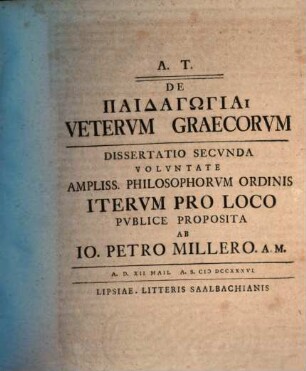 A. T.
DE
ΠΑΙΔΑΓΩΓΙΑι
VETERVM GRAECORVM
DISSERTATIO SECVNDA
VOLVNTATE
AMPLISS. PHILOSOPHORVM ORDINIS
ITERVM PRO LOCO
PVBLICE PROPOSITA
AB
IO. PETRO MILLERO. A. M.
A. D. XII MAII. A. S. CIↃ DCCXXXVI.
LIPSIAE. LITTERIS SAALBACHIANIS